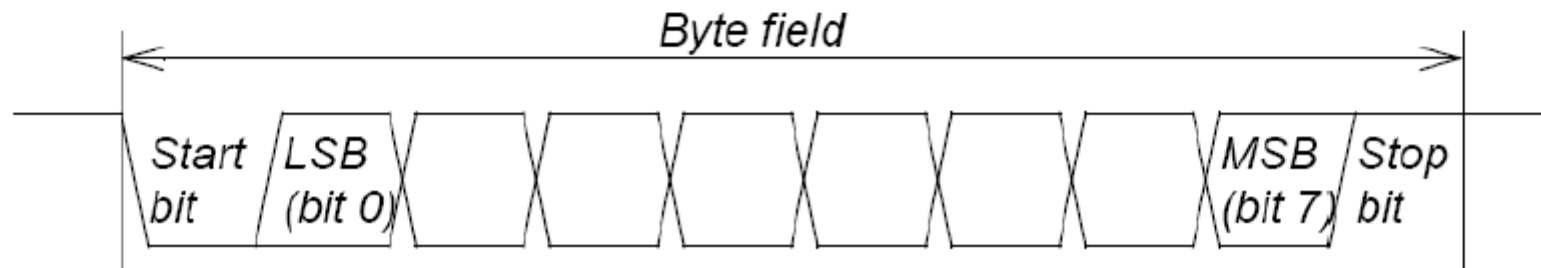 Byte field
Start LSB MSB Stop
bit (bit 0) (bit 7) bit